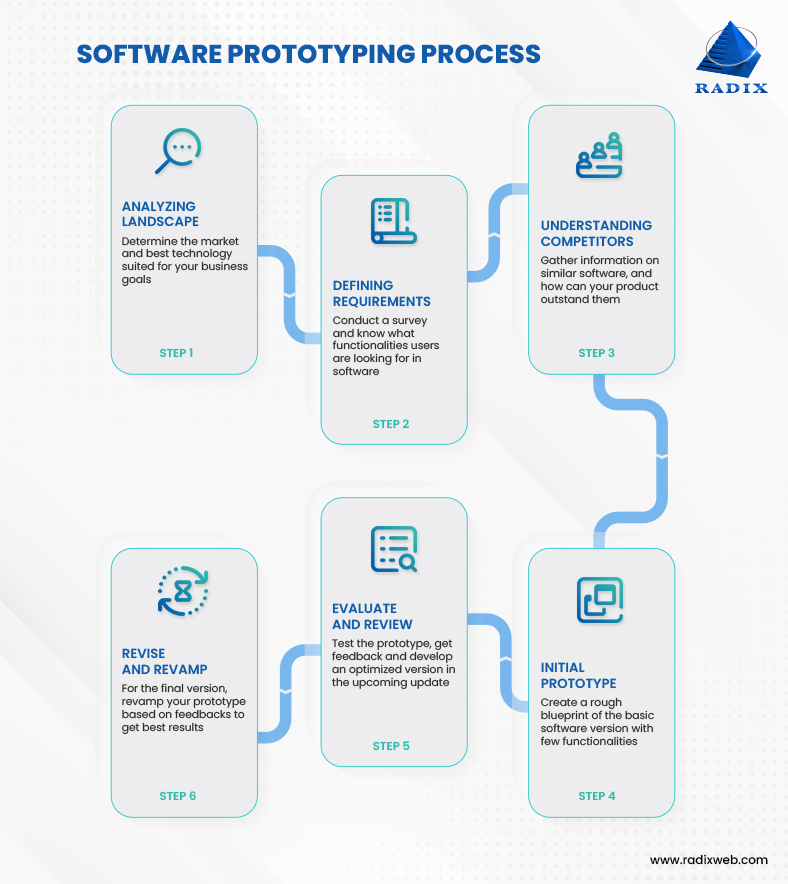 SOFTWARE PROTOTYPING PROCESS
RADIX
ANALYZING
LANDSCAPE
Determine the market
and best technology
suited for your business
goals
STEP 1
DEFINING
REQUIREMENTS
Conduct a survey
and know what
functionalities users
are looking for in
software
STEP 2
UNDERSTANDING
COMPETITORS
Gather information on
similar software, and
how can your product
outstand them
STEP 3
INITIAL
PROTOTYPE
Create a rough
blueprint of the basic
software version with
few functionalities
STEP 4
EVALUATE
AND REVIEW
Test the prototype, get
feedback and develop
an optimized version in
the upcoming update
STEP 5
REVISE
AND REVAMP
For the final version,
revamp your prototype
based on feedbacks to
get best results
STEP 6
www.radixweb.com